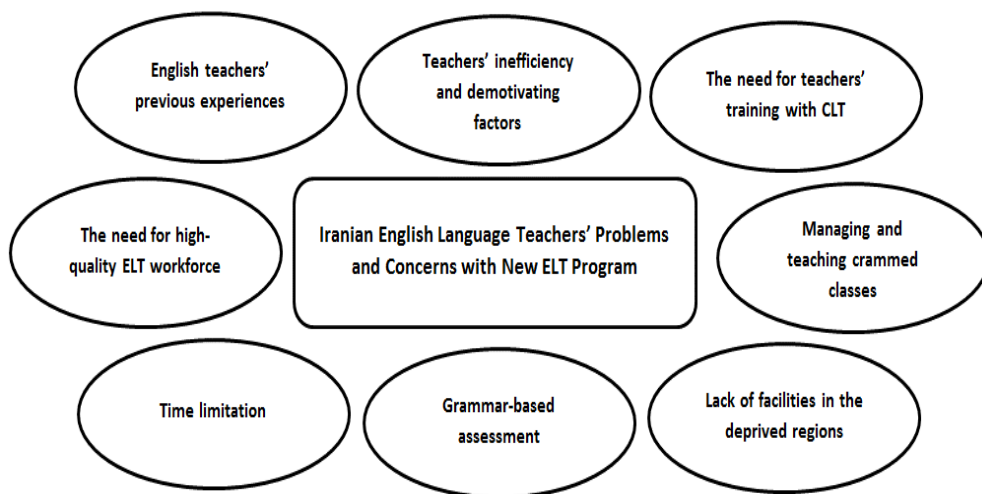 English teachers'
previous experiences
Teachers' inefficiency
and demotivating
factors
The need for teachers'
training with CLT
The need for high-
quality ELT workforce
Iranian English Language Teachers' Problems
and Concerns with New ELT Program
Managing and
teaching crammed
classes
Time limitation
Grammar-based
assessment
Lack of facilities in the
deprived regions